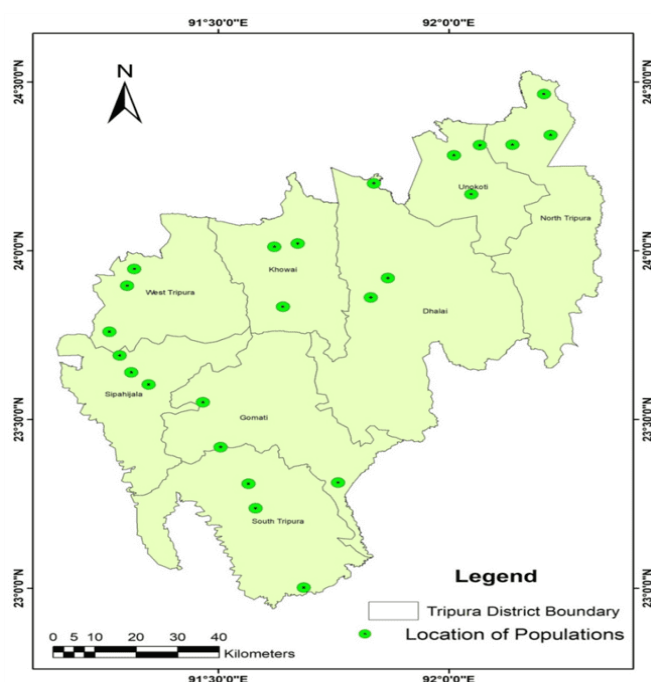 91°30'0"E 92°0'0"E
N
24°30'0"N 24°30'0"N
Unokoti
North Tripura
24°0'0"N 24°0'0"N
Khowai
West Tripura
Dhalai
Sipahijala
23°30'0"N 23°30'0"N
Gomati
South Tripura
Legend
23°0'0"N 23°0'0"N
Tripura District Boundary
Location of Populations
0 5 10 20 30 40
Kilometers
91°30'0"E 92°0'0"E